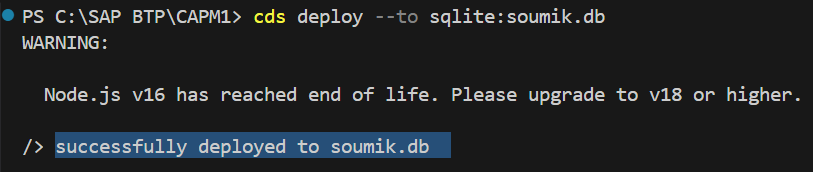 PS C:\SAP BTP\CAPM1> cds deploy --to sqlite:soumik.db
WARNING:
Node.js v16 has reached end of life. Please upgrade to v18 or higher.
/> successfully deployed to soumik.db